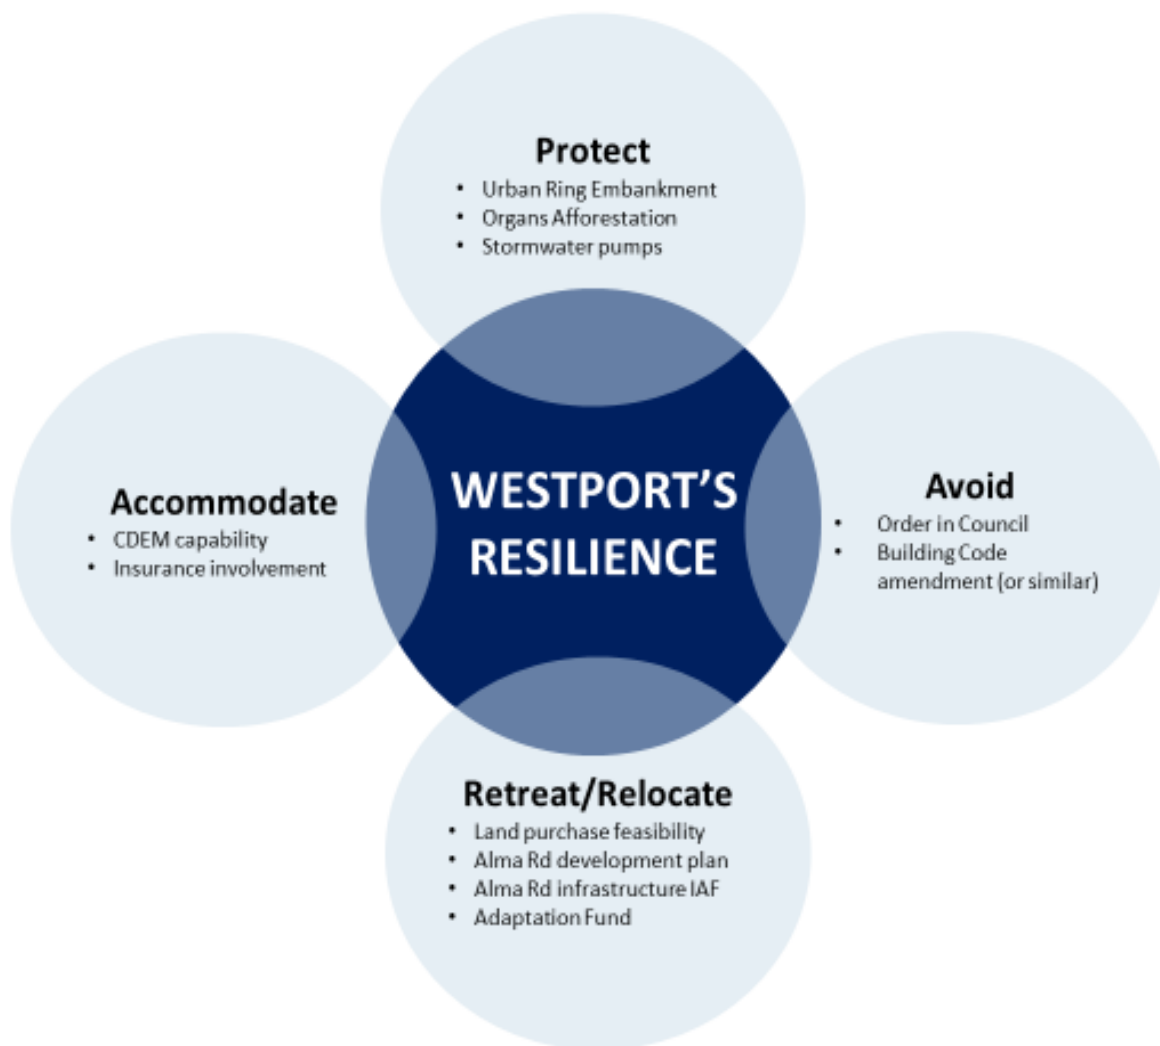 Protect
• Urban Ring Embankment
• Organs Afforestation
• Stormwater pumps
Accommodate
• CDEM capability
• Insurance involvement
WESTPORT'S
RESILIENCE
Avoid
• Order in Council
• Building Code
amendment (or similar)
Retreat/Relocate
• Land purchase feasibility
• Alma Rd development plan
• Alma Rd infrastructure IAF
• Adaptation Fund